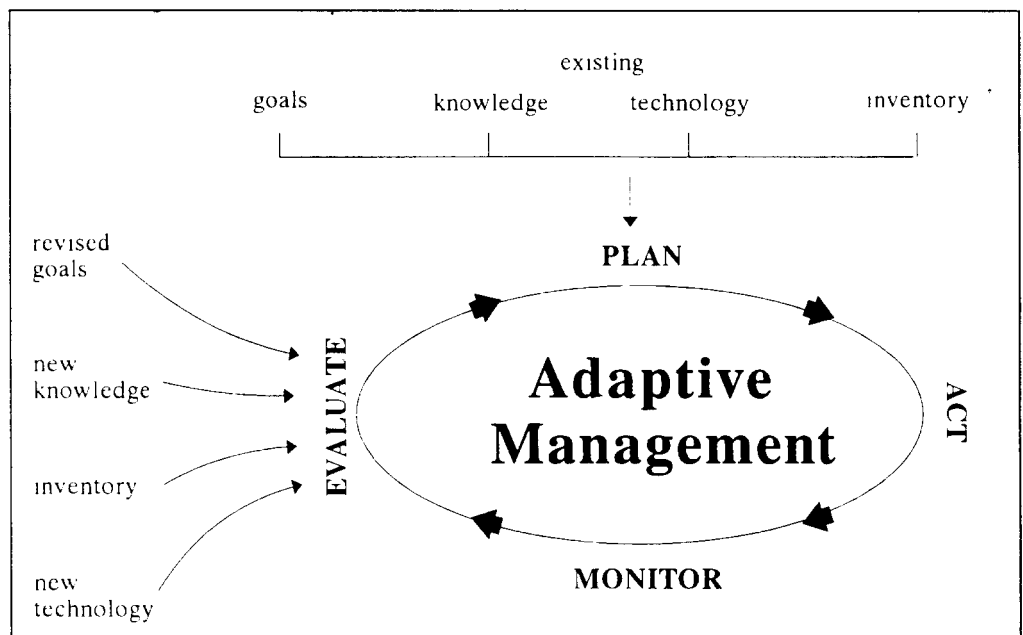 existing
goals knowledge technology inventory
PLAN
revised
goals
new
knowledge
inventory
new
technology
EVALUATE
Adaptive
Management
ACT
MONITOR